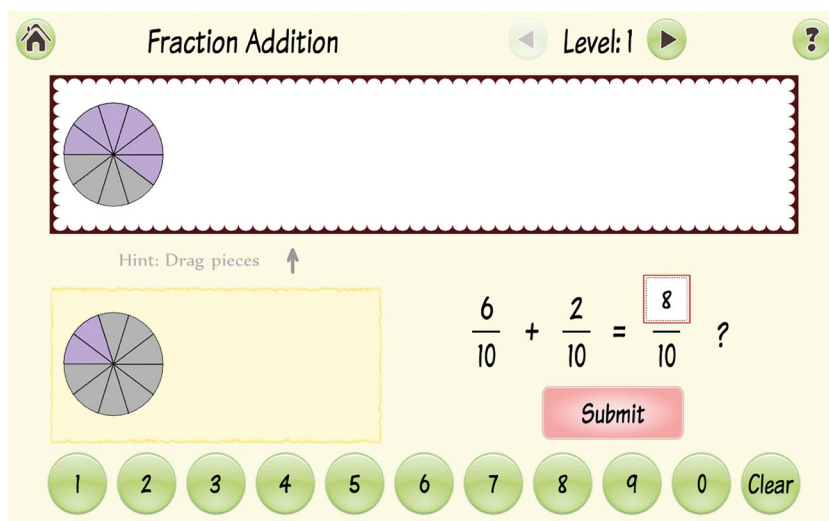 Fraction Addition
Level: 1
?
Hint: Drag pieces
6/10 + 2/10 = 8/10 ?
Submit
1 2 3 4 5 6 7 8 9 0 Clear